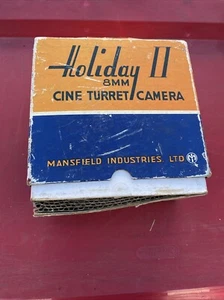 Holiday II
8MM
CINE TURRET CAMERA
MANSFIELD INDUSTRIES LTD